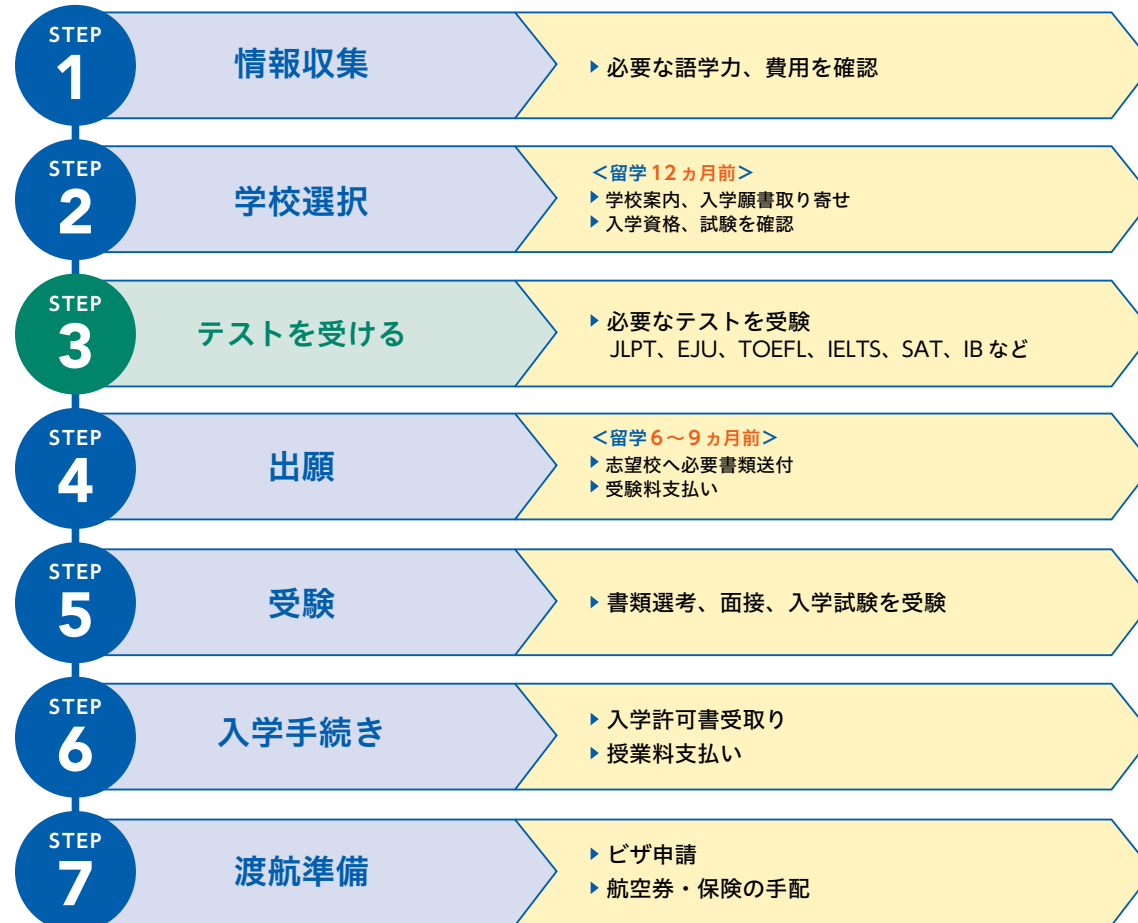 STEP
1
情報収集
必要な語学力、費用を確認
STEP
2
学校選択
<留学12ヵ月前>
学校案内、入学願書取り寄せ
入学資格、試験を確認
STEP
3
テストを受ける
必要なテストを受験
JLPT、EJU、TOEFL、IELTS、SAT、IB など
STEP
4
出願
<留学6〜9ヵ月前>
志望校へ必要書類送付
受験料支払い
STEP
5
受験
書類選考、面接、入学試験を受験
STEP
6
入学手続き
入学許可書受取り
授業料支払い
STEP
7
渡航準備
ビザ申請
航空券・保険の手配